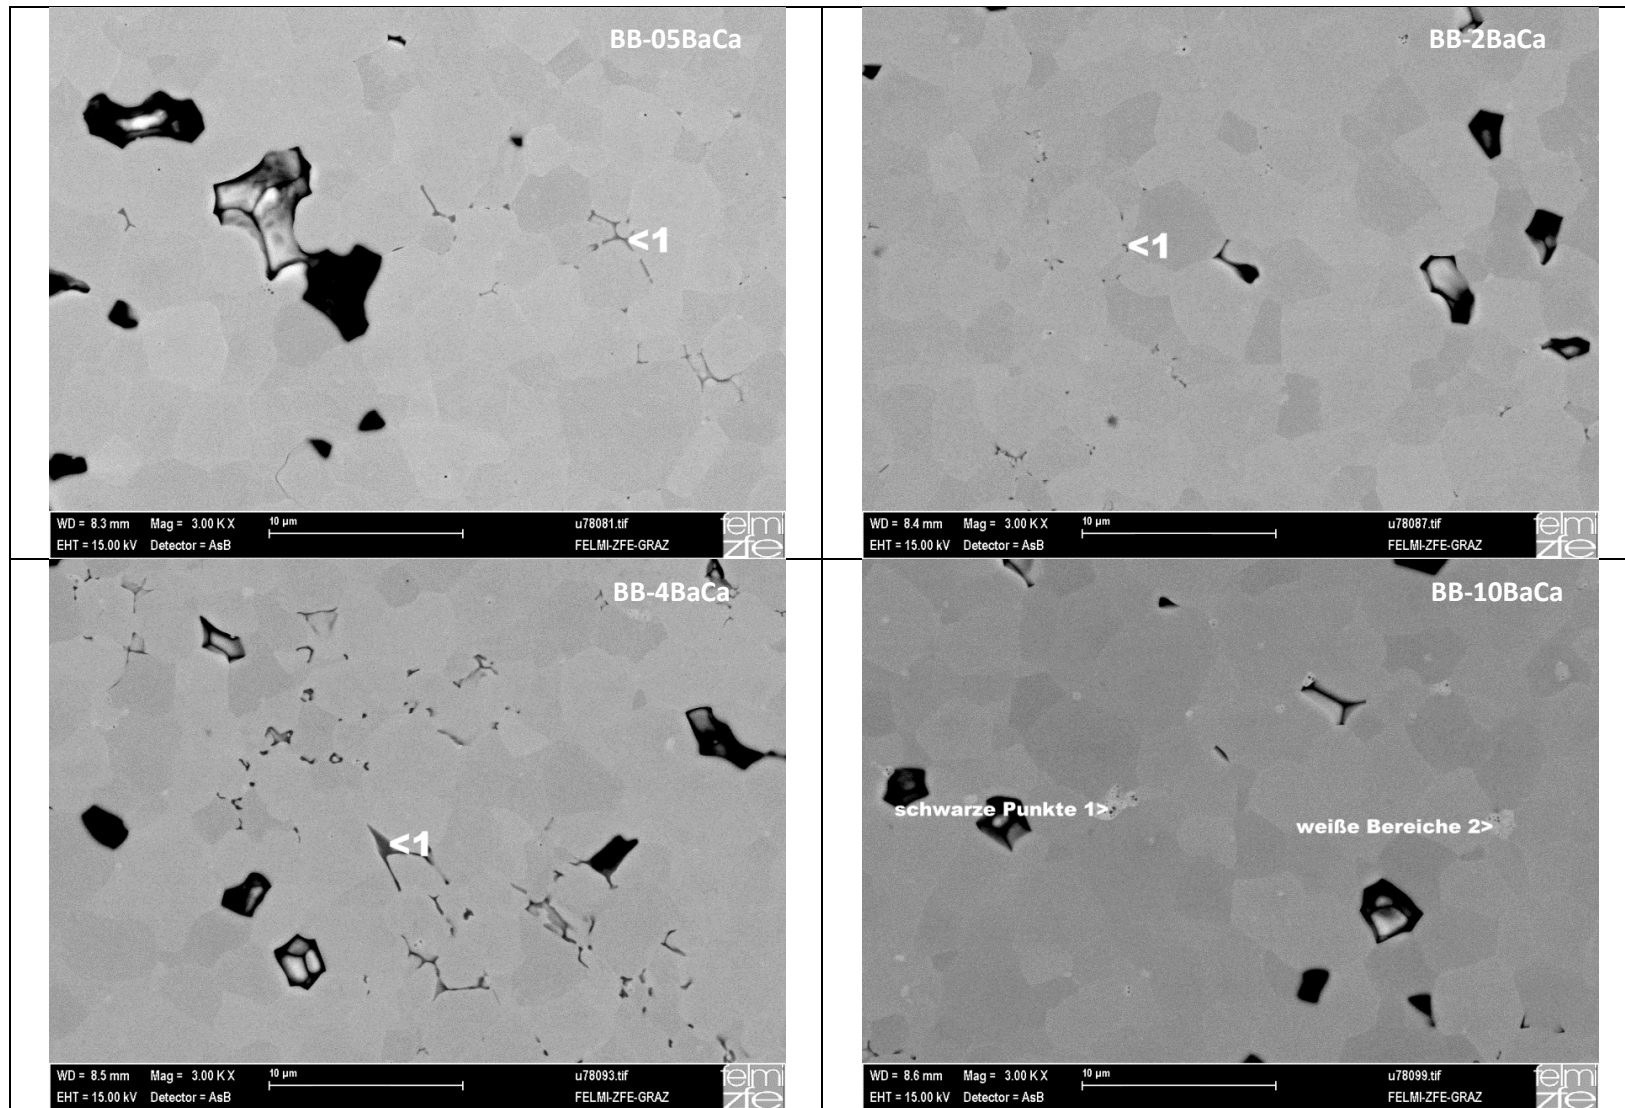 BB-05BaCa
<1
WD = 8.3 mm Mag = 3.00 K X 10 µm u78081.tif
EHT = 15.00 kV Detector = AsB FELMI-ZFE-GRAZ
felmi
zfe
BB-2BaCa
<1
WD = 8.4 mm Mag = 3.00 K X 10 µm u78087.tif
EHT = 15.00 kV Detector = AsB FELMI-ZFE-GRAZ
felmi
zfe
BB-4BaCa
<1
WD = 8.5 mm Mag = 3.00 K X 10 µm u78093.tif
EHT = 15.00 kV Detector = AsB FELMI-ZFE-GRAZ
felmi
zfe
BB-10BaCa
schwarze Punkte 1>
weiße Bereiche 2>
WD = 8.6 mm Mag = 3.00 K X 10 µm u78099.tif
EHT = 15.00 kV Detector = AsB FELMI-ZFE-GRAZ
felmi
zfe